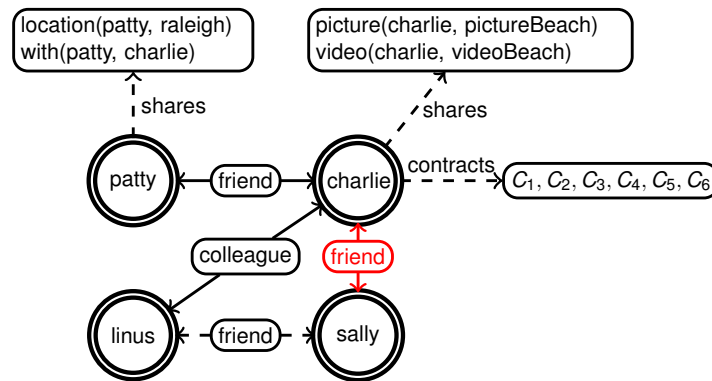 location(patty, raleigh)
with(patty, charlie)
picture(charlie, pictureBeach)
video(charlie, videoBeach)
shares
shares
patty
friend
charlie
contracts
C1, C2, C3, C4, C5, C6
colleague
friend
linus
friend
sally